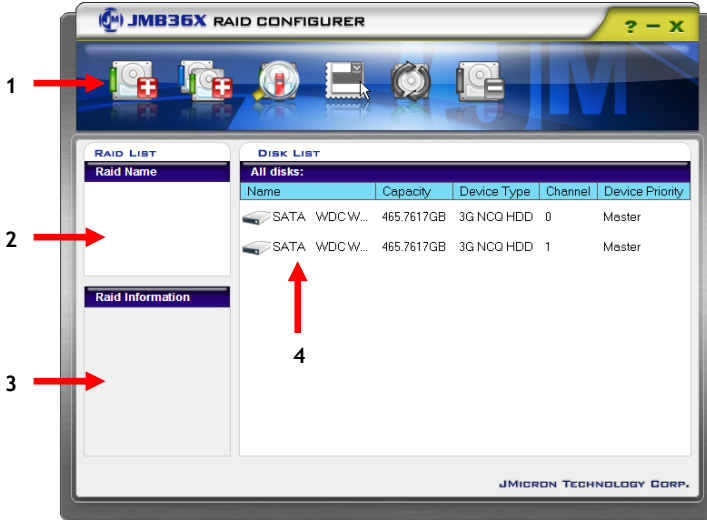 JMB36X RAID CONFIGURER
? – X
1
RAID LIST
DISK LIST
Raid Name
All disks:
Name Capacity Device Type Channel Device Priority
SATA WDC W... 465.7617GB 3G NCQ HDD 0 Master
2
SATA WDC W... 465.7617GB 3G NCQ HDD 1 Master
Raid Information
4
3
JMICRON TECHNOLOGY CORP.
JM